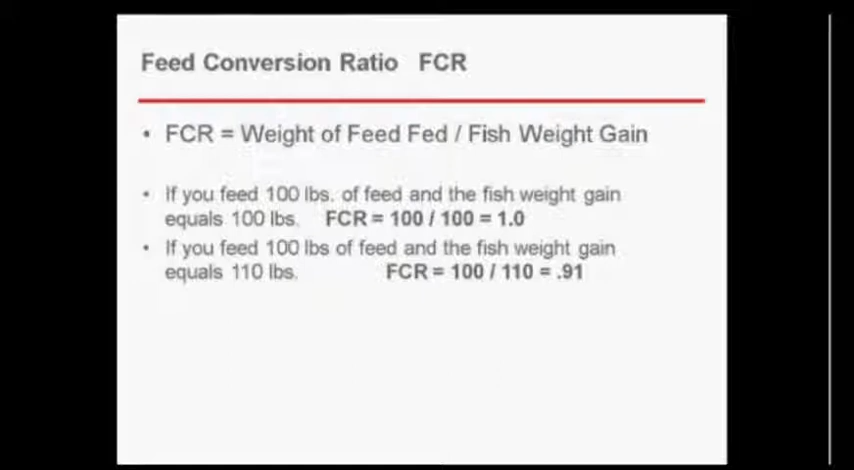 Feed Conversion Ratio FCR
• FCR = Weight of Feed Fed / Fish Weight Gain
• If you feed 100 lbs. of feed and the fish weight gain
equals 100 lbs. FCR = 100 / 100 = 1.0
• If you feed 100 lbs of feed and the fish weight gain
equals 110 lbs. FCR = 100 / 110 = .91